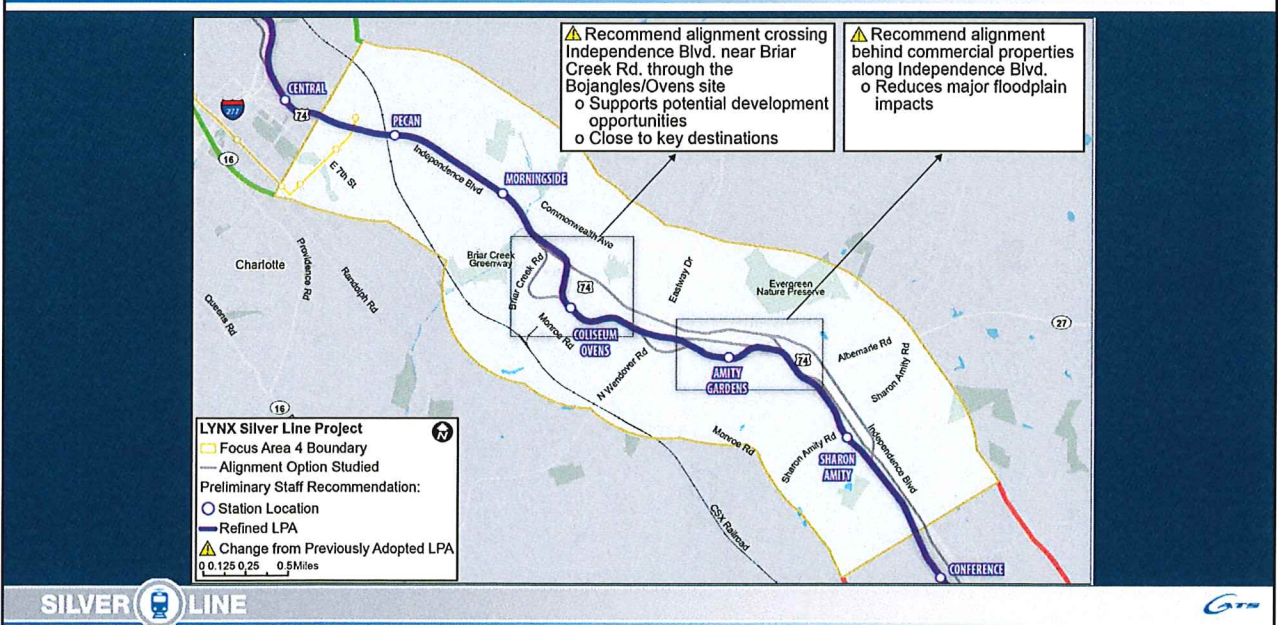 ⚠ Recommend alignment crossing
Independence Blvd. near Briar
Creek Rd. through the
Bojangles/Ovens site
o Supports potential development
opportunities
o Close to key destinations
⚠ Recommend alignment
behind commercial properties
along Independence Blvd.
o Reduces major floodplain
impacts
CENTRAL
277
74
PECAN
16
E 7th St
Independence Blvd
MORNINGSIDE
Commonwealth Ave
Charlotte
Providence Rd
Randolph Rd
Queens Rd
Briar Creek
Greenway
Briar Creek Rd
74
Eastway Dr
Evergreen
Nature Preserve
27
Monroe Rd
COLISEUM
OVENS
N Wendover Rd
AMITY
GARDENS
74
Albemarle Rd
Sharon Amity Rd
16
Monroe Rd
Sharon Amity Rd
SHARON
AMITY
Independence Blvd
CSX Railroad
CONFERENCE
LYNX Silver Line Project
N
Focus Area 4 Boundary
Alignment Option Studied
Preliminary Staff Recommendation:
Station Location
Refined LPA
⚠ Change from Previously Adopted LPA
0 0.125 0.25 0.5 Miles
SILVER LINE
CATS